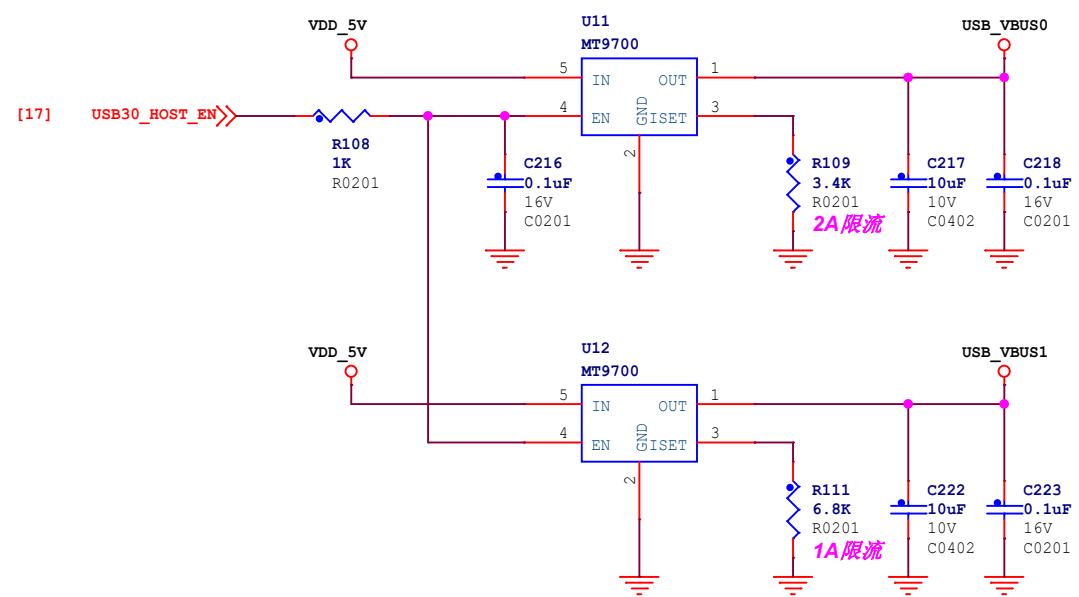 VDD_5V
U11
MT9700
USB_VBUS0
5
IN
OUT
1
[17]
USB30_HOST_EN
4
EN
GND
ISET
3
2
R108
1K
R0201
C216
0.1uF
16V
C0201
R109
3.4K
R0201
2A限流
C217
10uF
10V
C0402
C218
0.1uF
16V
C0201
VDD_5V
U12
MT9700
USB_VBUS1
5
IN
OUT
1
4
EN
GND
ISET
3
2
R111
6.8K
R0201
1A限流
C222
10uF
10V
C0402
C223
0.1uF
16V
C0201